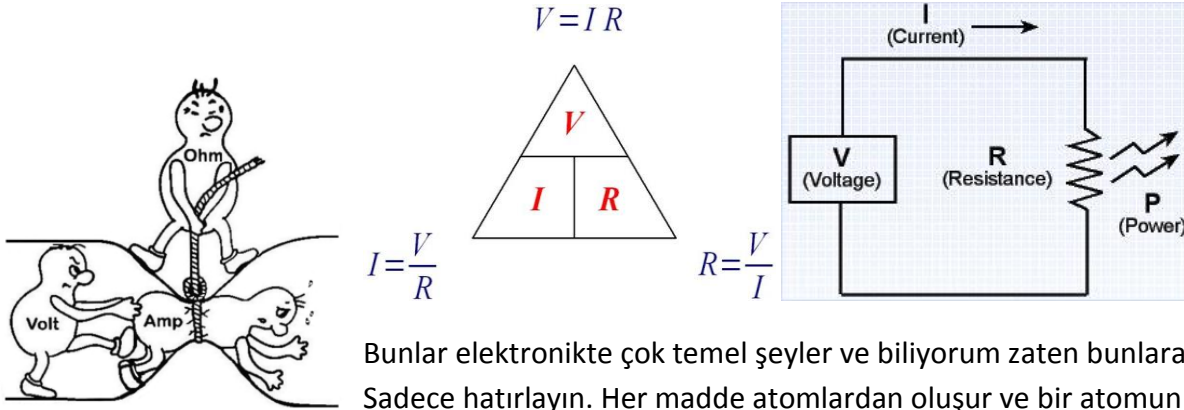 V = I R
V
I R
I = V/R
R = V/I
Ohm
Volt
Amp
I
(Current)
V
(Voltage)
R
(Resistance)
P
(Power)
Bunlar elektronikte çok temel şeyler ve biliyorum zaten bunlara
Sadece hatırlayın. Her madde atomlardan oluşur ve bir atomun